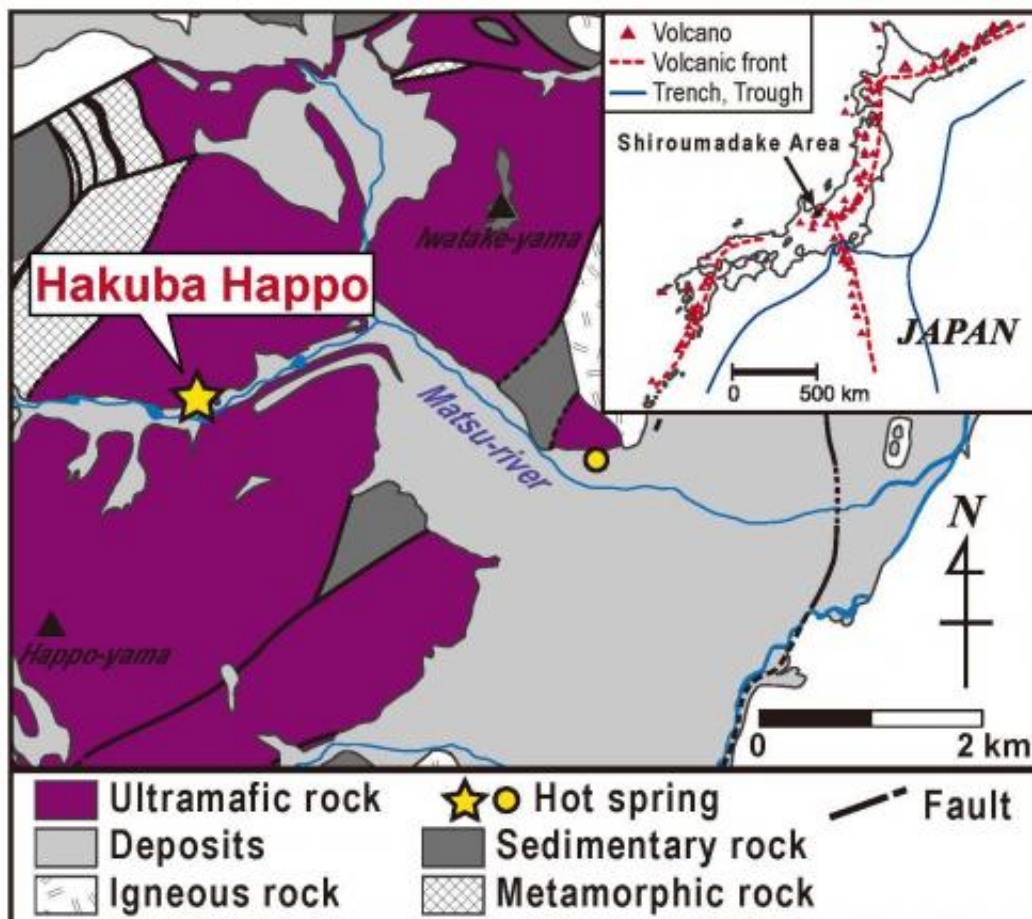 Volcano
Volcanic front
Trench, Trough
Shiroumadake Area
JAPAN
0 500 km
Iwatake-yama
Hakuba Happo
Matsu-river
N
Happo-yama
0 2 km
Ultramafic rock
Hot spring
Fault
Deposits
Sedimentary rock
Igneous rock
Metamorphic rock